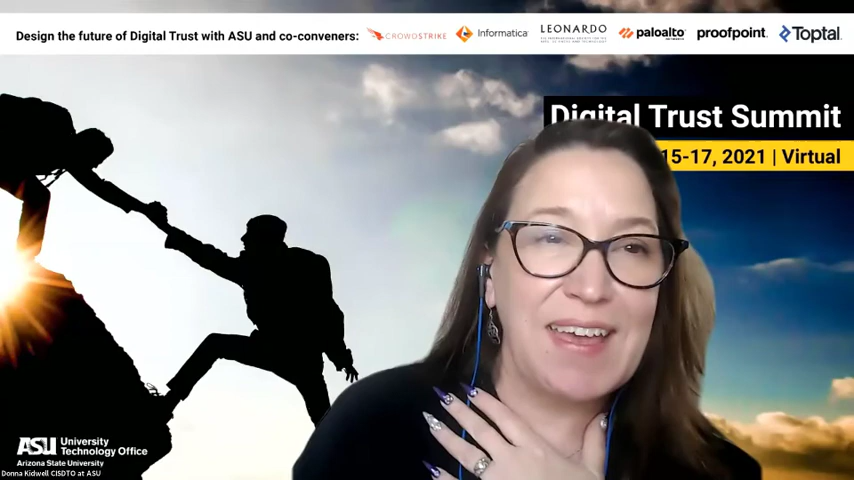 Design the future of Digital Trust with ASU and co-conveners:
CROWDSTRIKE
Informatica
LEONARDO
paloalto
proofpoint.
Toptal.
Digital Trust Summit
15-17, 2021 | Virtual
ASU University
Technology Office
Arizona State University
Donna Kidwell CISDTO at ASU